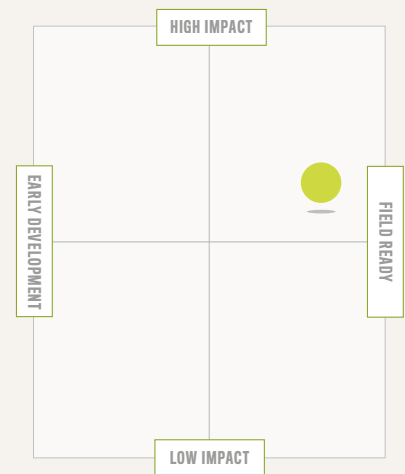 HIGH IMPACT
EARLY DEVELOPMENT
FIELD READY
LOW IMPACT